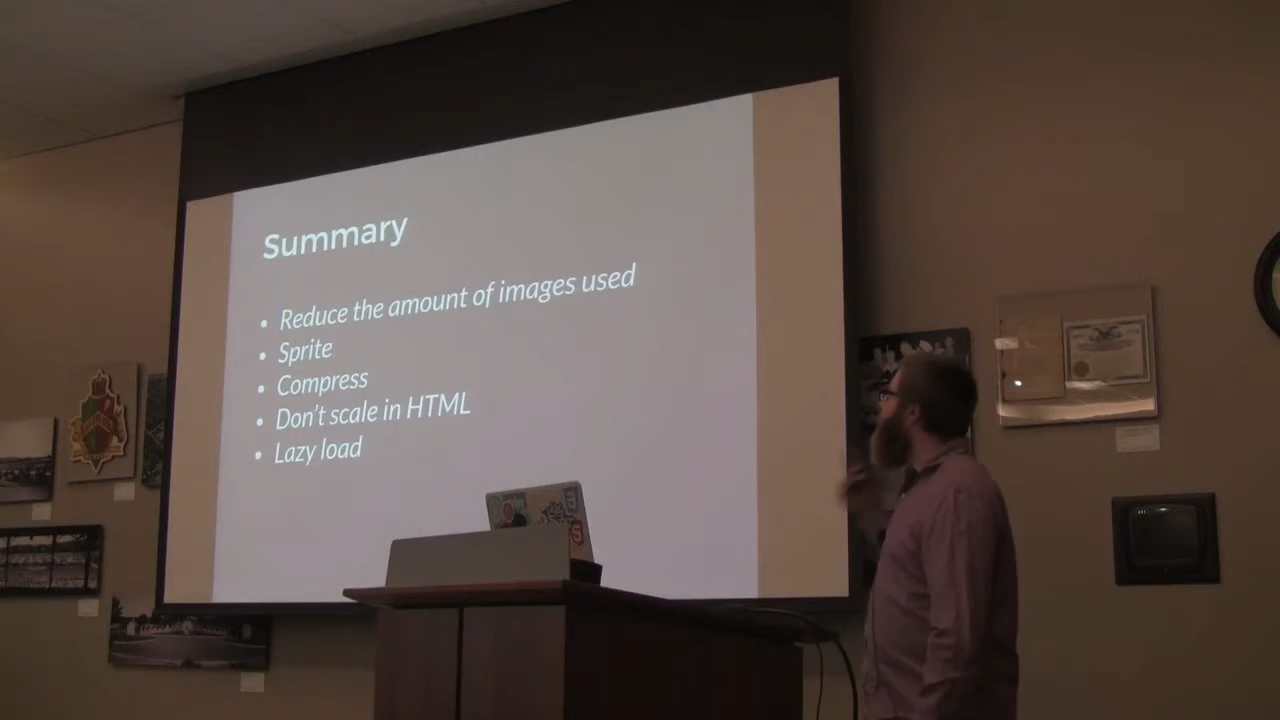 Summary
• Reduce the amount of images used
• Sprite
• Compress
• Don't scale in HTML
• Lazy load